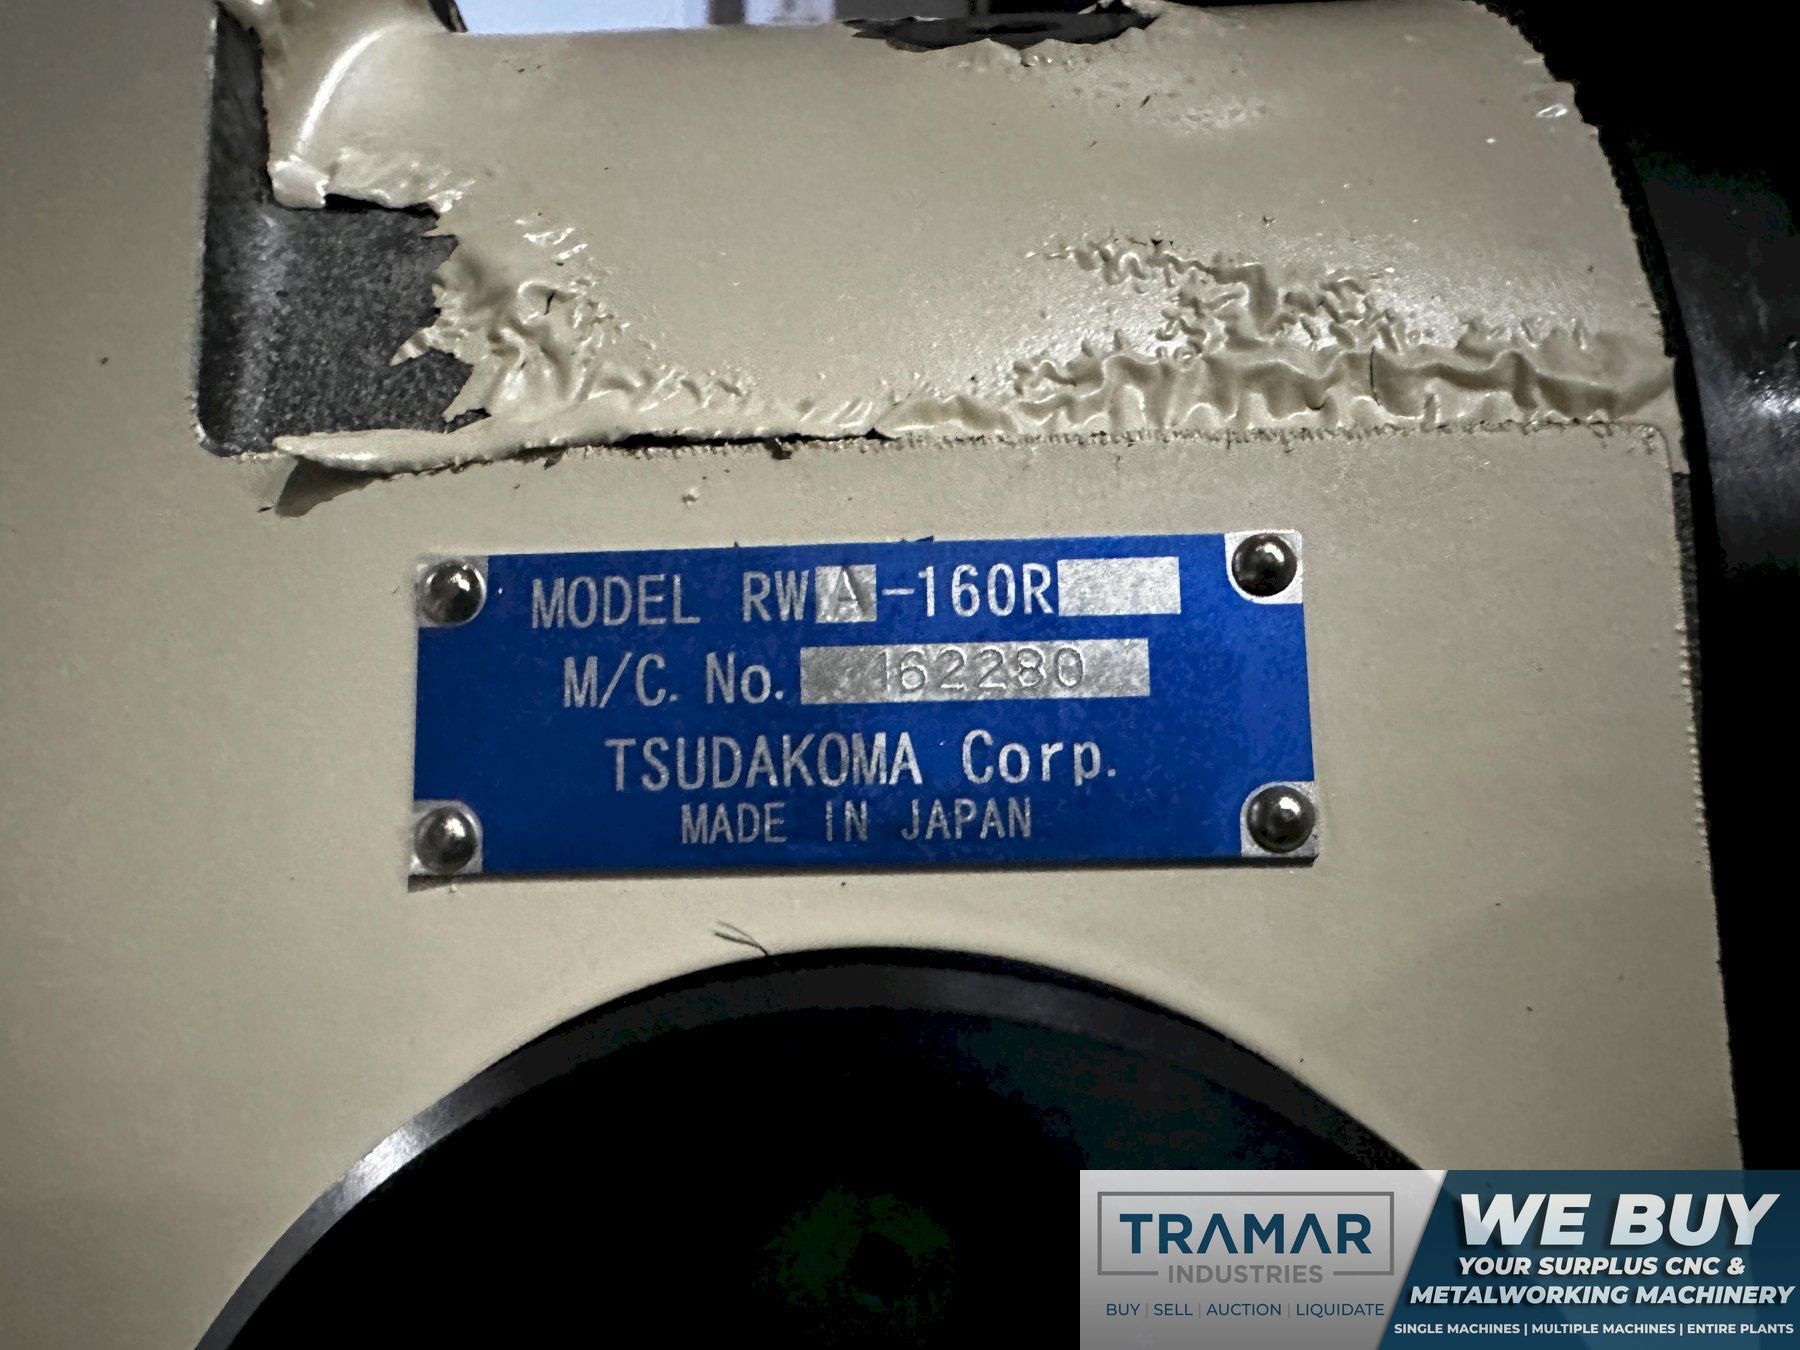 MODEL RWA-160R
M/C. No. 162280
TSUDAKOMA Corp.
MADE IN JAPAN
TRAMAR
INDUSTRIES
BUY | SELL | AUCTION | LIQUIDATE
WE BUY
YOUR SURPLUS CNC &
METALWORKING MACHINERY
SINGLE MACHINES | MULTIPLE MACHINES | ENTIRE PLANTS